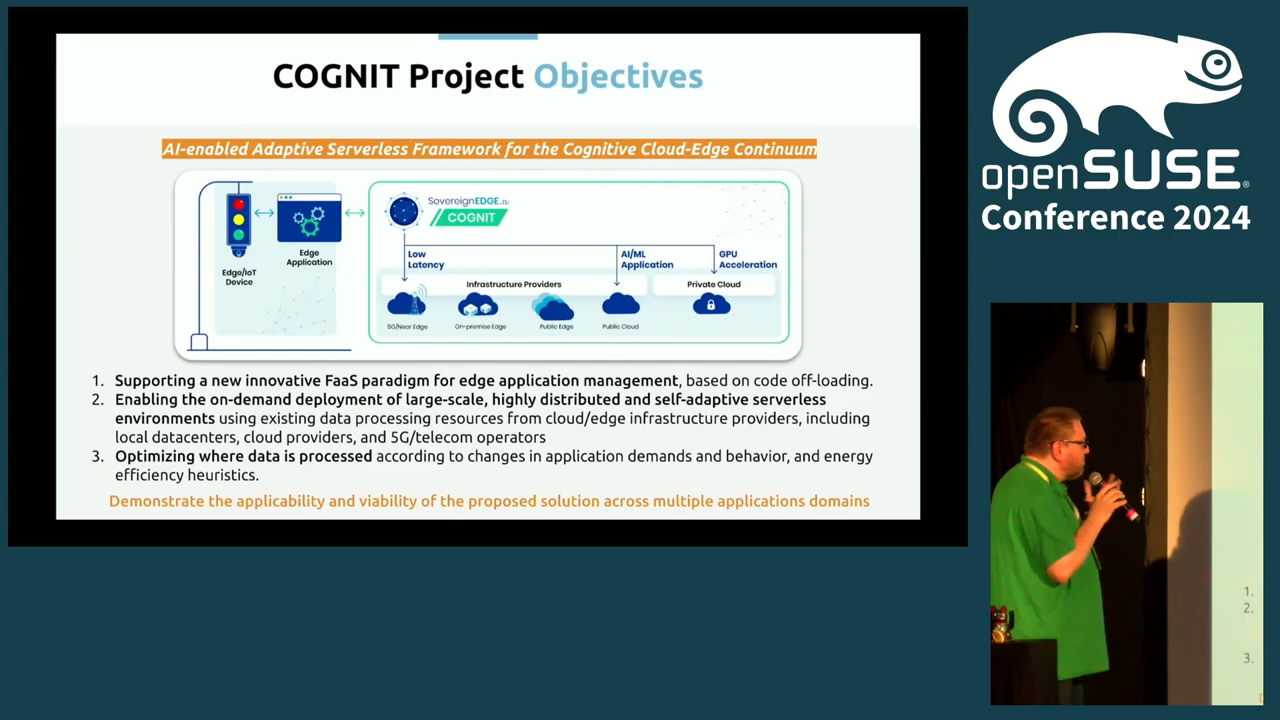 COGNIT Project Objectives
AI-enabled Adaptive Serverless Framework for the Cognitive Cloud-Edge Continuum
SovereignEDGE.eu
COGNIT
Edge Application
Edge/IoT Device
Low Latency
AI/ML Application
GPU Acceleration
Infrastructure Providers
Private Cloud
5G/Near Edge
On-premise Edge
Public Edge
Public Cloud
1. Supporting a new innovative FaaS paradigm for edge application management, based on code off-loading.
2. Enabling the on-demand deployment of large-scale, highly distributed and self-adaptive serverless
environments using existing data processing resources from cloud/edge infrastructure providers, including
local datacenters, cloud providers, and 5G/telecom operators
3. Optimizing where data is processed according to changes in application demands and behavior, and energy
efficiency heuristics.
Demonstrate the applicability and viability of the proposed solution across multiple applications domains
openSUSE®
Conference 2024
1.
2.
3.